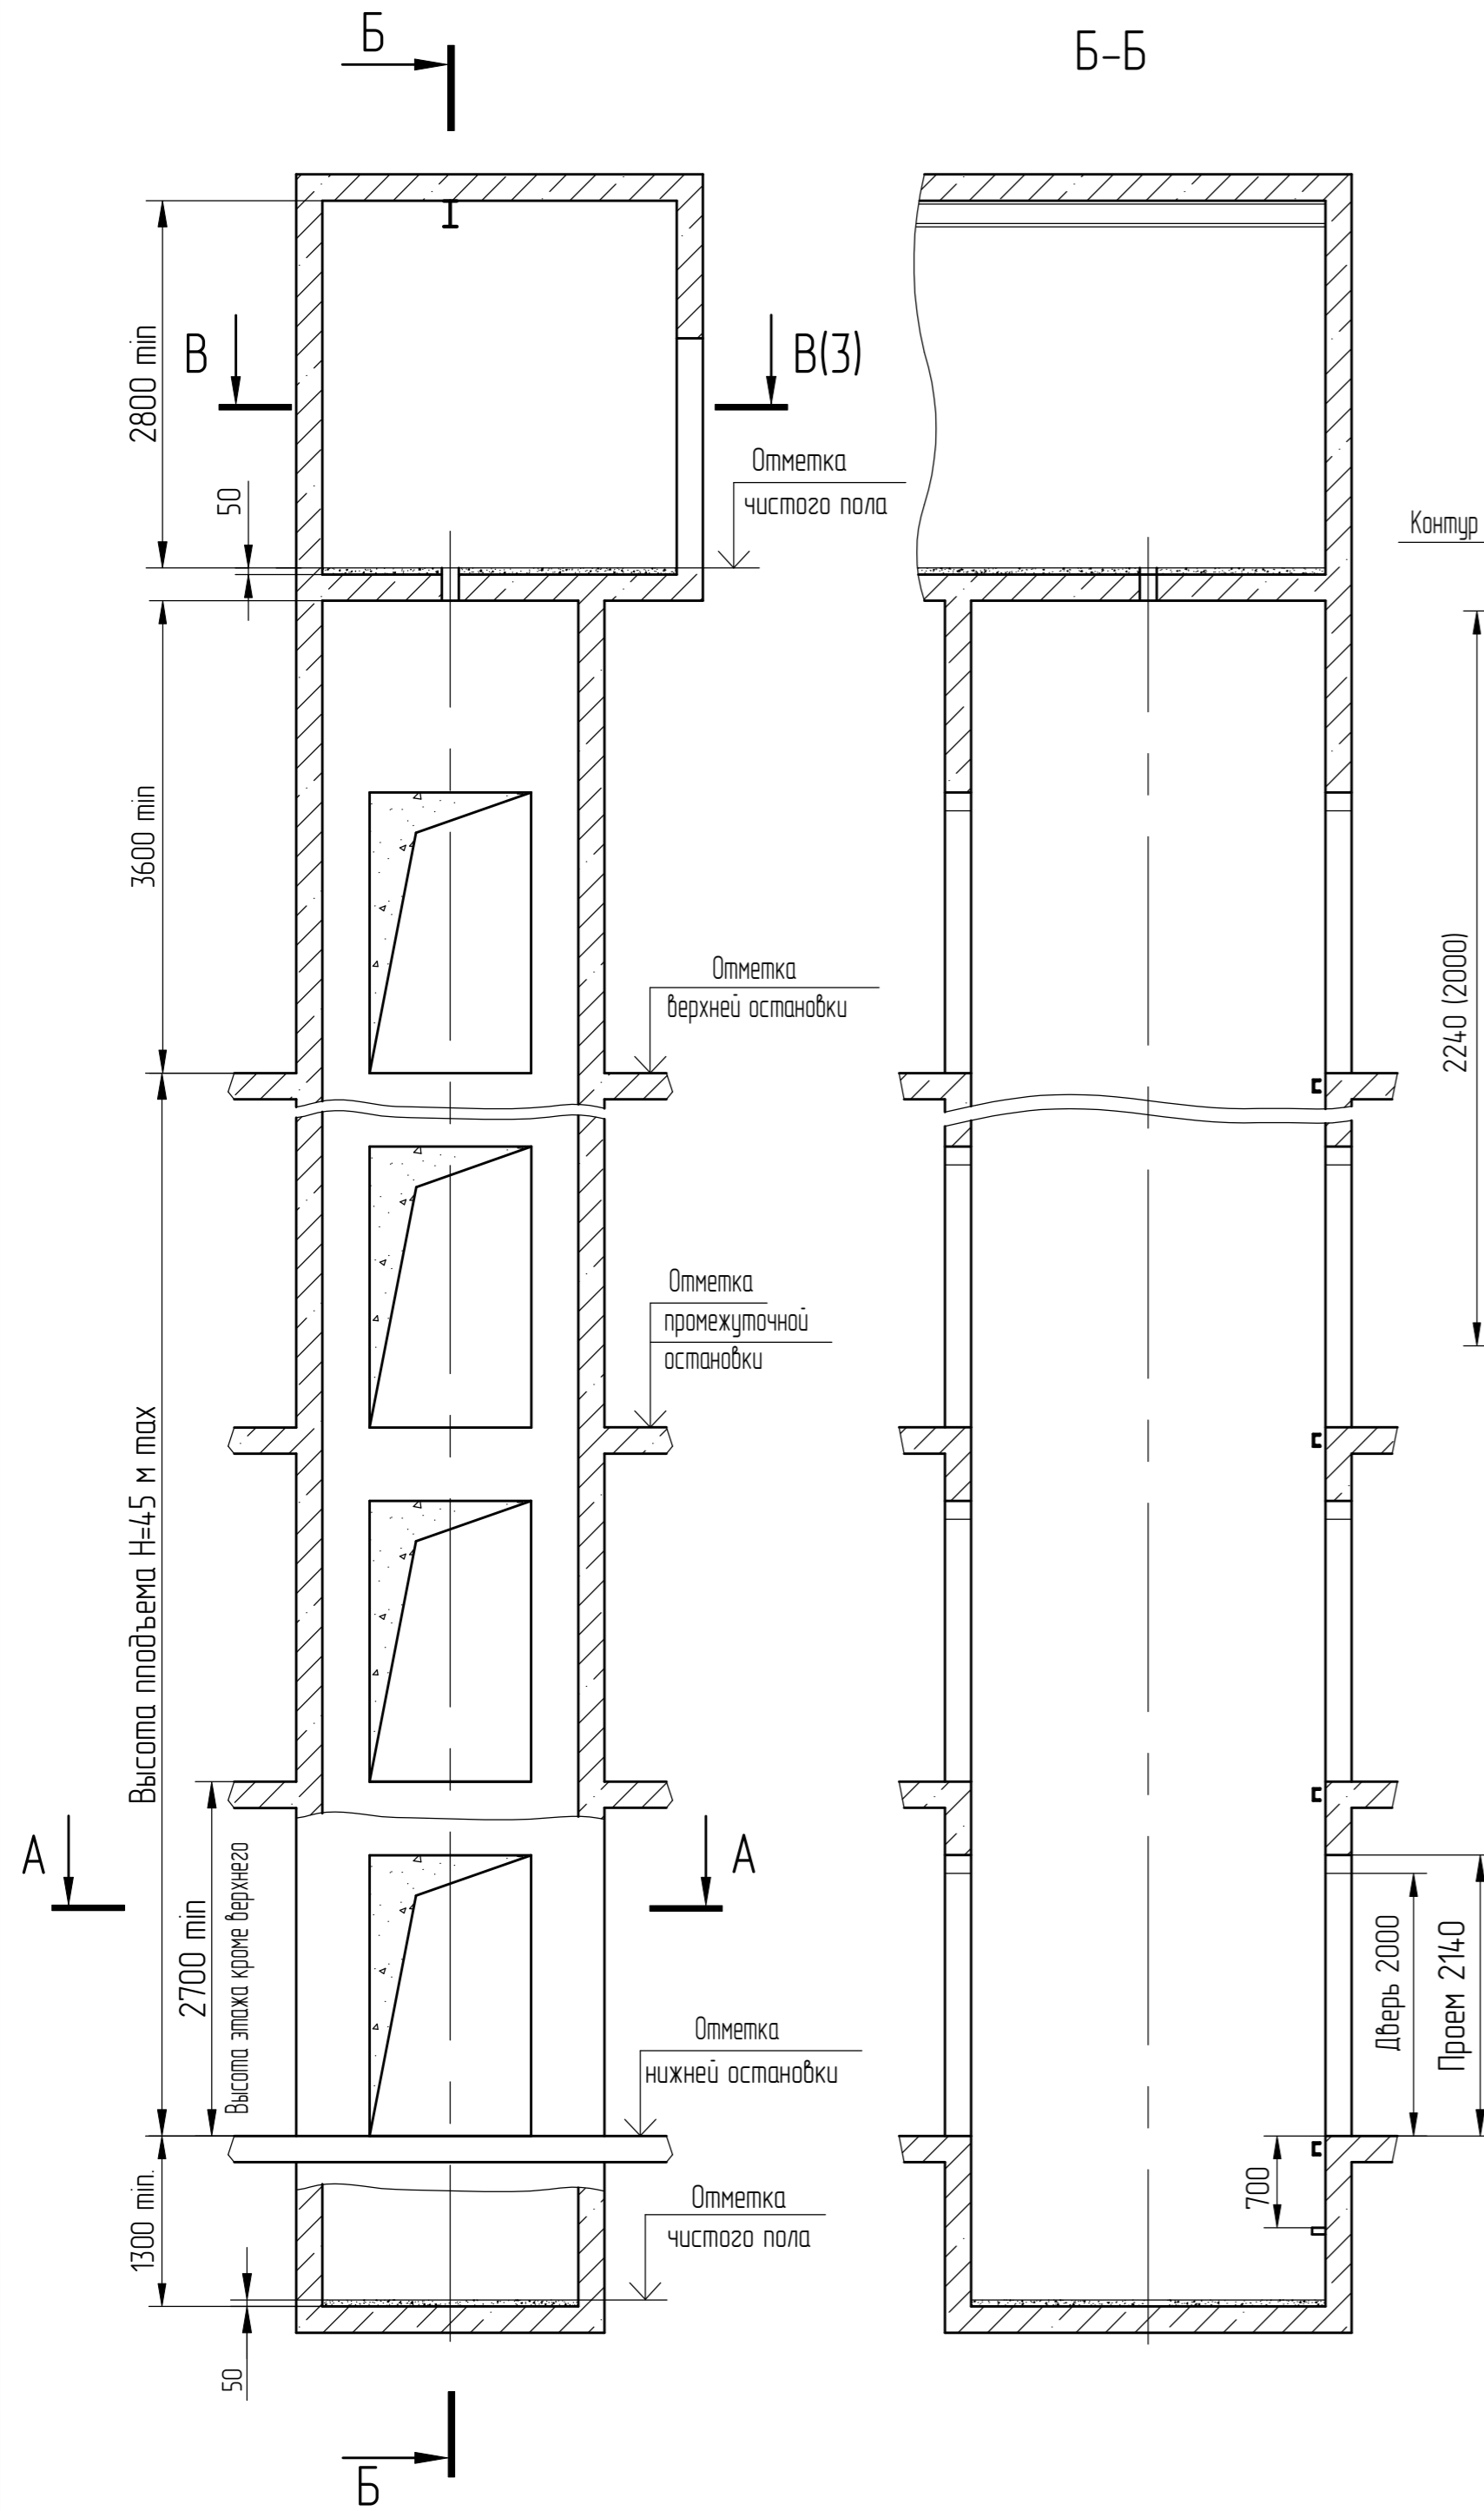 Б
Б-Б
2800 min
В
В(3)
50
Отметка
чистого пола
Контур
3600 min
Отметка
верхней остановки
2240 (2000)
Отметка
промежуточной
остановки
Высота пподъема Н=45 м max
А
А
2700 min
Высота этажа кроме верхнего
Дверь 2000
Проем 2140
Отметка
нижней остановки
1300 min.
700
Отметка
чистого пола
50
Б